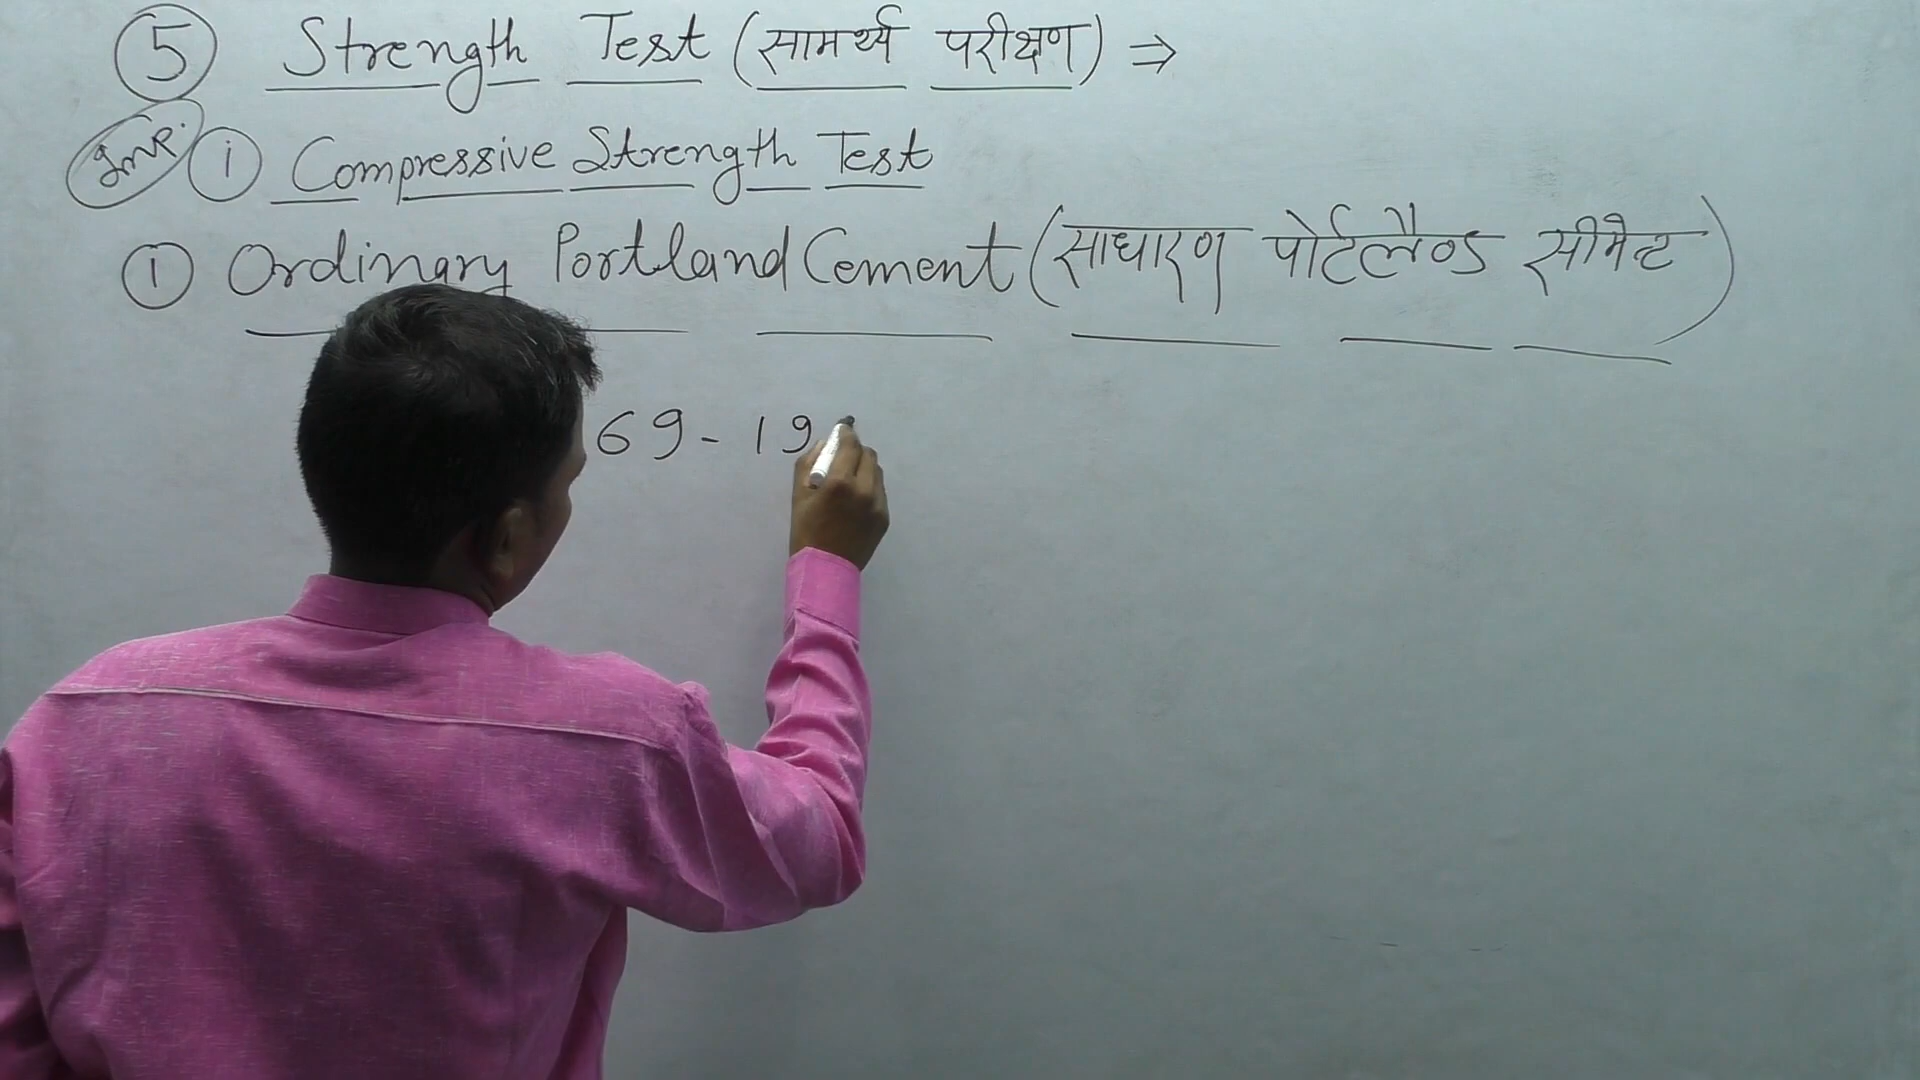 5 Strength Test (सामर्थ्य परीक्षण) ⇒
Imp. i Compressive Strength Test
① Ordinary Portland Cement (साधारण पोर्टलैण्ड सीमेन्ट)
69 - 19